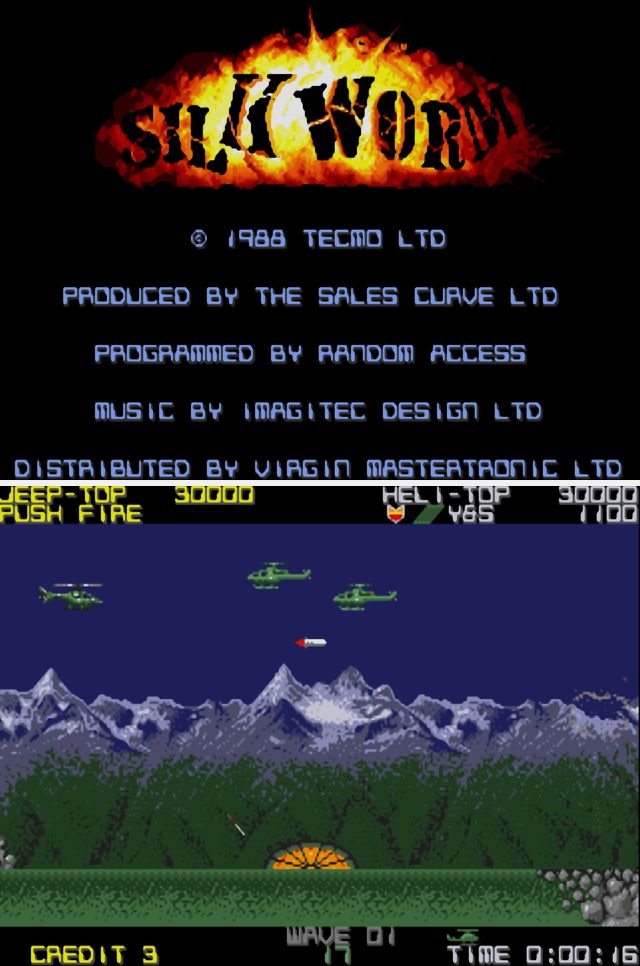 SILKWORM
© 1988 TECMO LTD
PRODUCED BY THE SALES CURVE LTD
PROGRAMMED BY RANDOM ACCESS
MUSIC BY IMAGITEC DESIGN LTD
DISTRIBUTED BY VIRGIN MASTERTRONIC LTD
JEEP-TOP 30000 HELI-TOP 30000
PUSH FIRE Y&S 1100
WAVE 01
CREDIT 3 17 TIME 0:00:16